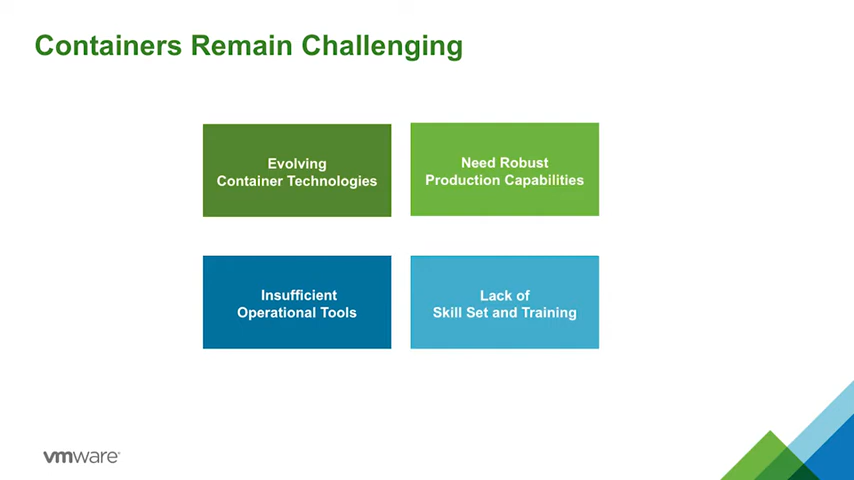 Containers Remain Challenging
Evolving
Container Technologies
Need Robust
Production Capabilities
Insufficient
Operational Tools
Lack of
Skill Set and Training
vmware